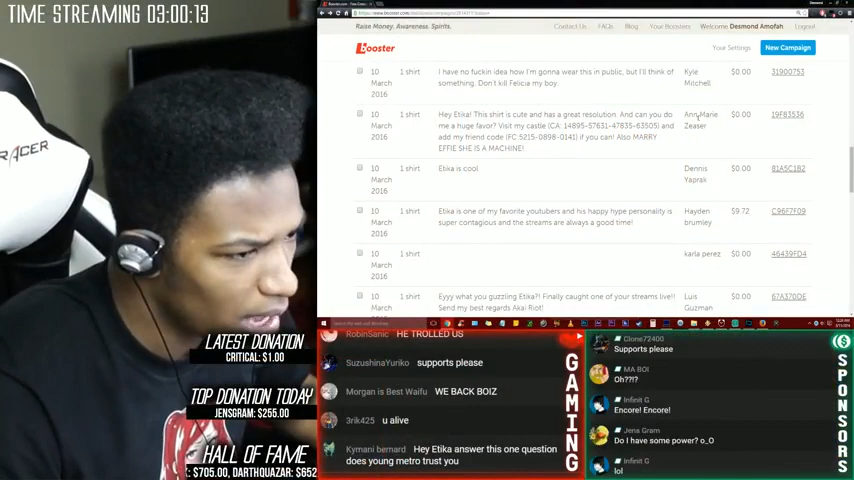 TIME STREAMING 03:00:13
Raise Money. Awareness. Spirits.
Contact Us
FAQs
Blog
Your Boosters
Welcome Desmond Amofah
Logout
booster
Your Settings
New Campaign
10 March 2016
1 shirt
I have no fuckin idea how I'm gonna wear this in public, but I'll think of
something. Don't kill Felicia my boy.
Kyle
Mitchell
$0.00
31900753
10 March 2016
1 shirt
Hey Etika! This shirt is cute and has a great resolution. And can you do
me a huge favor? Visit my castle (CA: 14895-57631-47835-63505) and
add my friend code (FC:5215-0898-0141) if you can! Also MARRY
EFFIE SHE IS A MACHINE!
AnnMarie
Zeaser
$0.00
19F83536
10 March 2016
1 shirt
Etika is cool
Dennis
Yaprak
$0.00
81A5C1B2
10 March 2016
1 shirt
Etika is one of my favorite youtubers and his happy hype personality is
super contagious and the streams are always a good time!
Hayden
brumley
$9.72
C96F7F09
10 March 2016
1 shirt
karla perez
$0.00
46439FD4
10 March 2016
1 shirt
Eyyy what you guzzling Etika?! Finally caught one of your streams live!!
Send my best regards Akai Riot!
Luis
Guzman
$0.00
67A370DE
RACER
LATEST DONATION
CRITICAL: $1.00
TOP DONATION TODAY
JENSGRAM: $255.00
HALL OF FAME
$705.00, DARTHQUAZAR: $652
RobinSanic HE TROLLED US
SuzushinaYuriko supports please
Morgan is Best Waifu WE BACK BOIZ
3rik425 u alive
Kymani bernard Hey Etika answer this one question
does young metro trust you
GAMING
Clone72400
Supports please
MA BOI
Oh??!?
Infinit G
Encore! Encore!
Jens Gram
Do I have some power? o_O
Infinit G
lol
SPONSORS